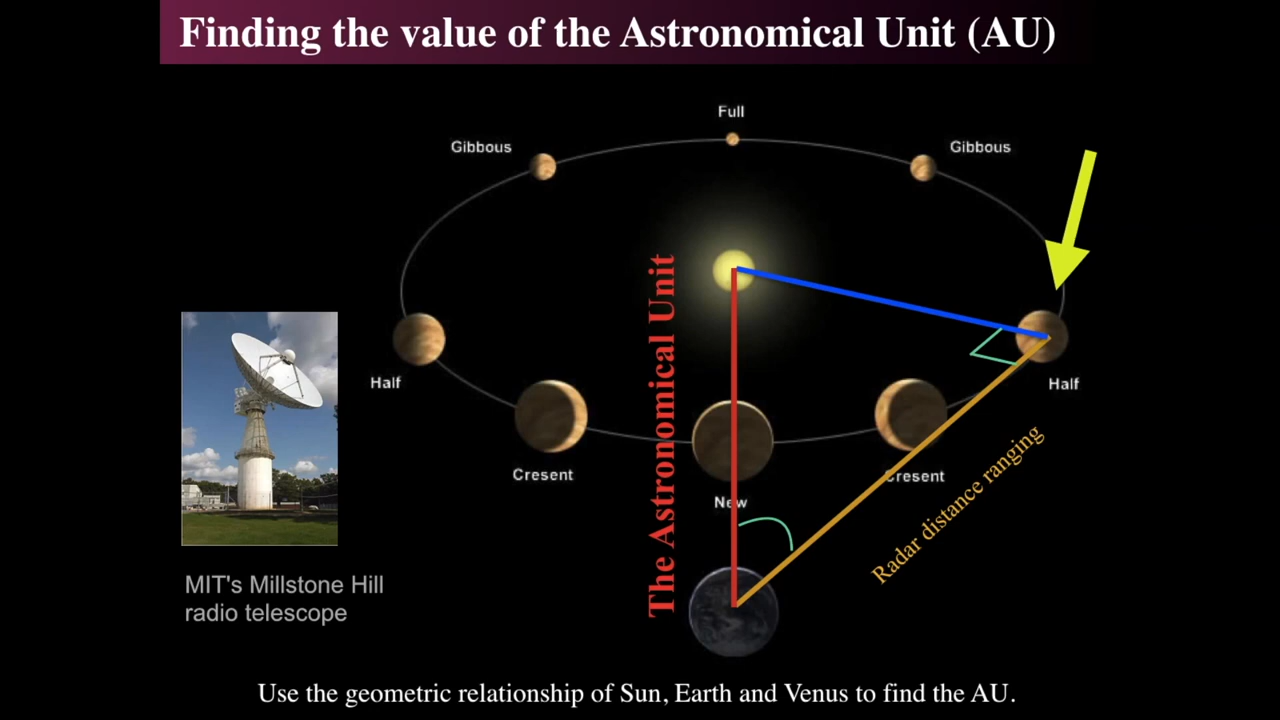 Finding the value of the Astronomical Unit (AU)
Full
Gibbous
Gibbous
The Astronomical Unit
Half
Half
Cresent
Cresent
New
Radar distance ranging
MIT's Millstone Hill
radio telescope
Use the geometric relationship of Sun, Earth and Venus to find the AU.